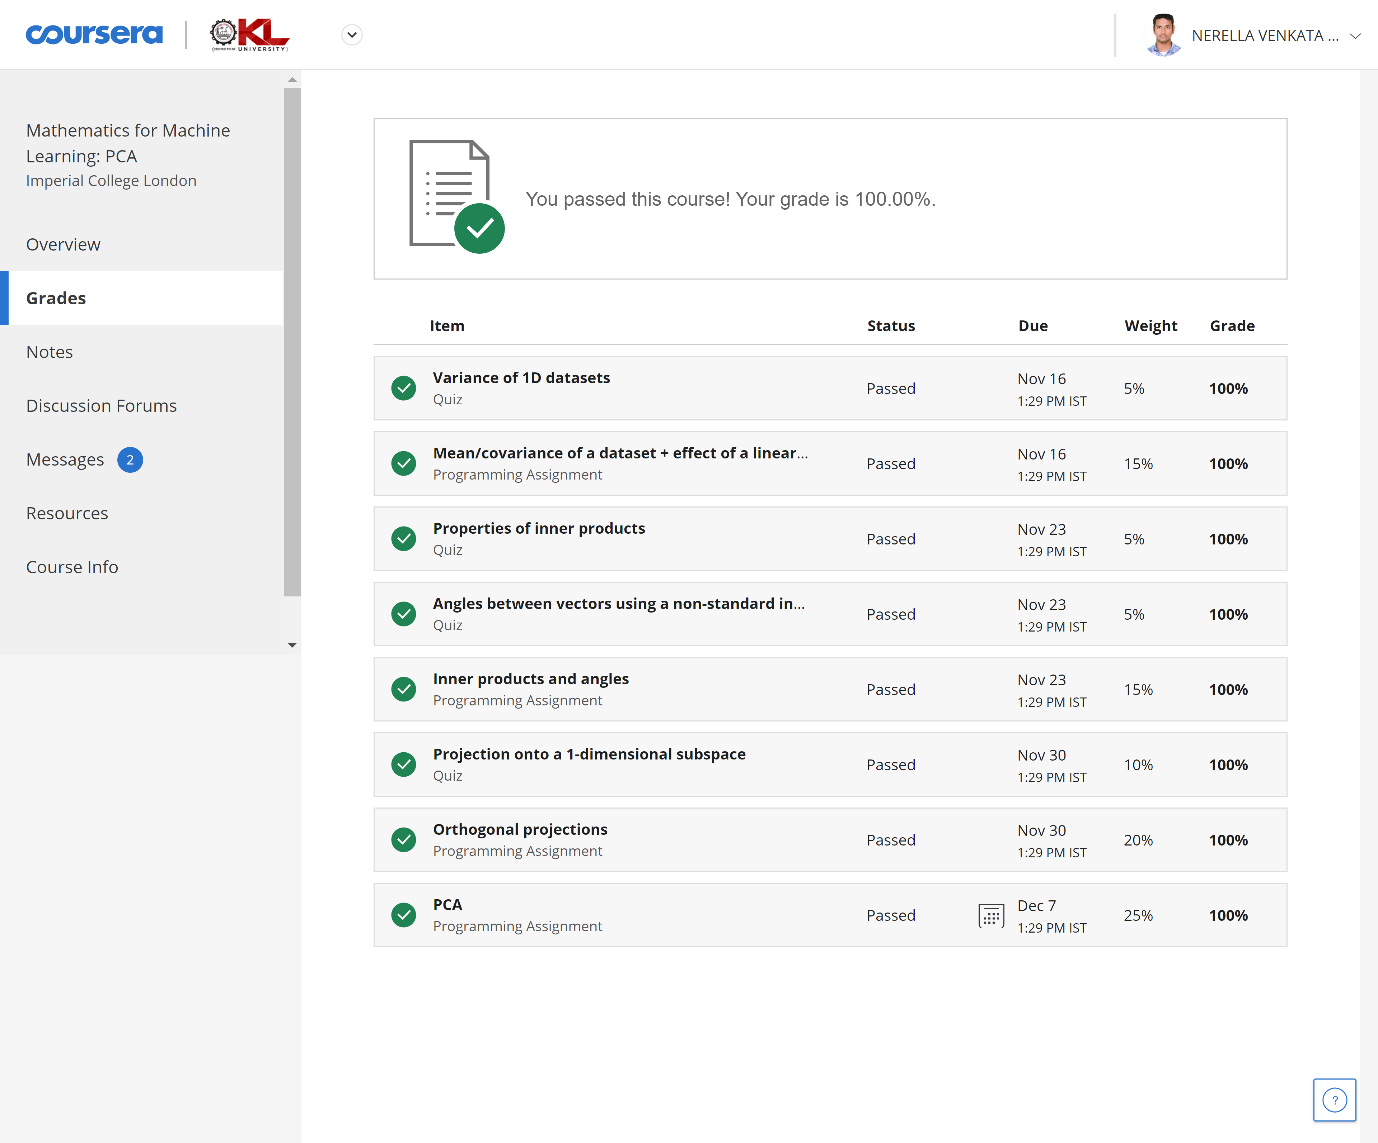 coursera
KL
UNIVERSITY
NERELLA VENKATA ...
Mathematics for Machine
Learning: PCA
Imperial College London
Overview
Grades
Notes
Discussion Forums
Messages 2
Resources
Course Info
You passed this course! Your grade is 100.00%.
Item Status Due Weight Grade
Variance of 1D datasets
Quiz
Passed
Nov 16
1:29 PM IST
5%
100%
Mean/covariance of a dataset + effect of a linear...
Programming Assignment
Passed
Nov 16
1:29 PM IST
15%
100%
Properties of inner products
Quiz
Passed
Nov 23
1:29 PM IST
5%
100%
Angles between vectors using a non-standard in...
Quiz
Passed
Nov 23
1:29 PM IST
5%
100%
Inner products and angles
Programming Assignment
Passed
Nov 23
1:29 PM IST
15%
100%
Projection onto a 1-dimensional subspace
Quiz
Passed
Nov 30
1:29 PM IST
10%
100%
Orthogonal projections
Programming Assignment
Passed
Nov 30
1:29 PM IST
20%
100%
PCA
Programming Assignment
Passed
Dec 7
1:29 PM IST
25%
100%
?